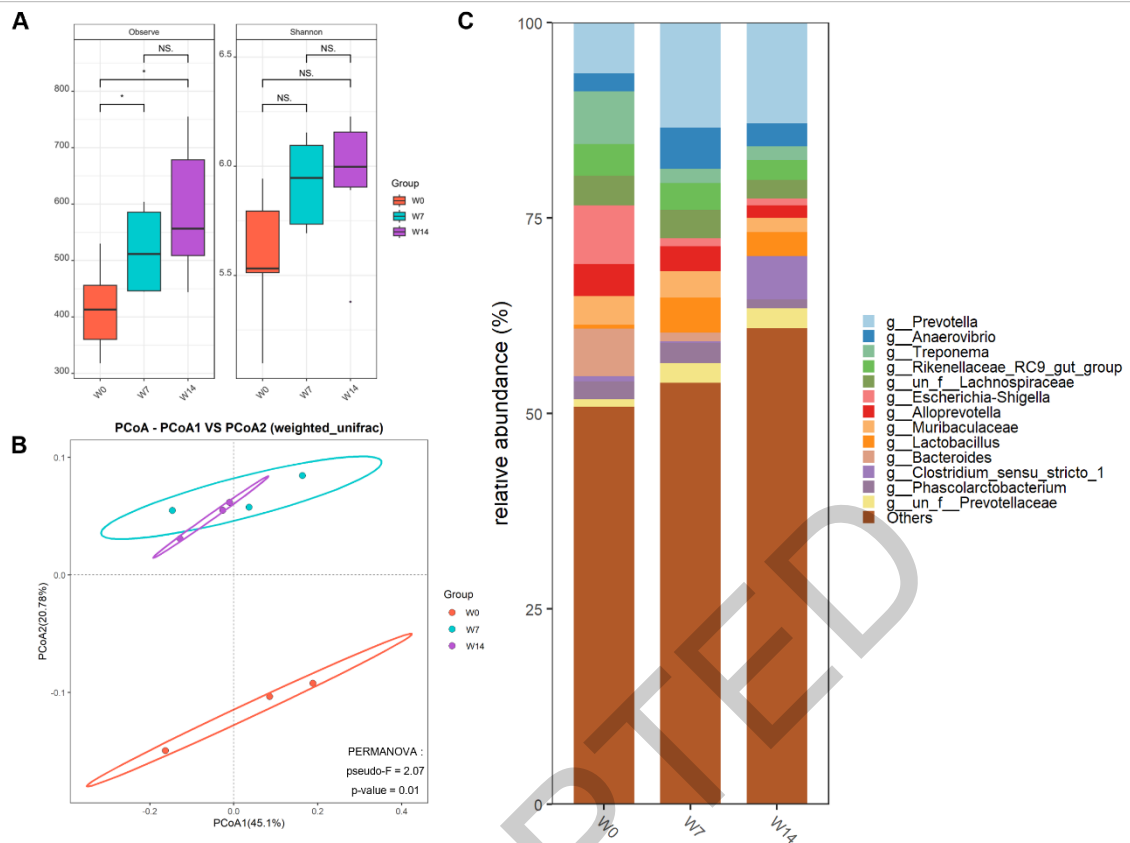 A
Observe
Shannon
NS.
*
*
NS.
NS.
NS.
800
700
600
500
400
300
6.5
6.0
5.5
W0
W7
W14
W0
W7
W14
Group
W0
W7
W14
B
PCoA - PCoA1 VS PCoA2 (weighted_unifrac)
0.1
0.0
-0.1
PCoA2(20.78%)
-0.2
0.0
0.2
0.4
PCoA1(45.1%)
PERMANOVA :
pseudo-F = 2.07
p-value = 0.01
Group
W0
W7
W14
C
100
75
50
25
0
relative abundance (%)
W0
W7
W14
g__Prevotella
g__Anaerovibrio
g__Treponema
g__Rikenellaceae_RC9_gut_group
g__un_f__Lachnospiraceae
g__Escherichia-Shigella
g__Alloprevotella
g__Muribaculaceae
g__Lactobacillus
g__Bacteroides
g__Clostridium_sensu_stricto_1
g__Phascolarctobacterium
g__un_f__Prevotellaceae
Others
PTED